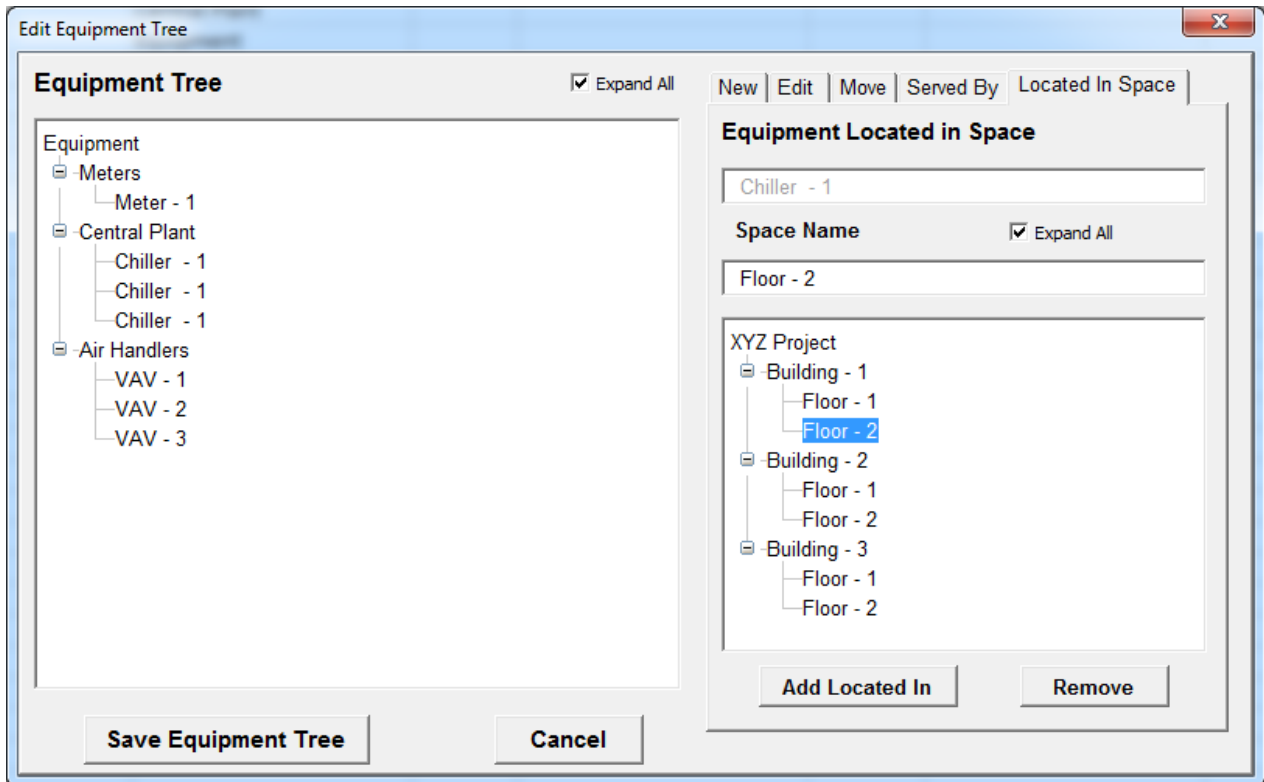 Edit Equipment Tree
Equipment Tree
Expand All
Equipment
Meters
Meter - 1
Central Plant
Chiller - 1
Chiller - 1
Chiller - 1
Air Handlers
VAV - 1
VAV - 2
VAV - 3
Save Equipment Tree
Cancel
New Edit Move Served By Located In Space
Equipment Located in Space
Chiller - 1
Space Name
Expand All
Floor - 2
XYZ Project
Building - 1
Floor - 1
Floor - 2
Building - 2
Floor - 1
Floor - 2
Building - 3
Floor - 1
Floor - 2
Add Located In
Remove